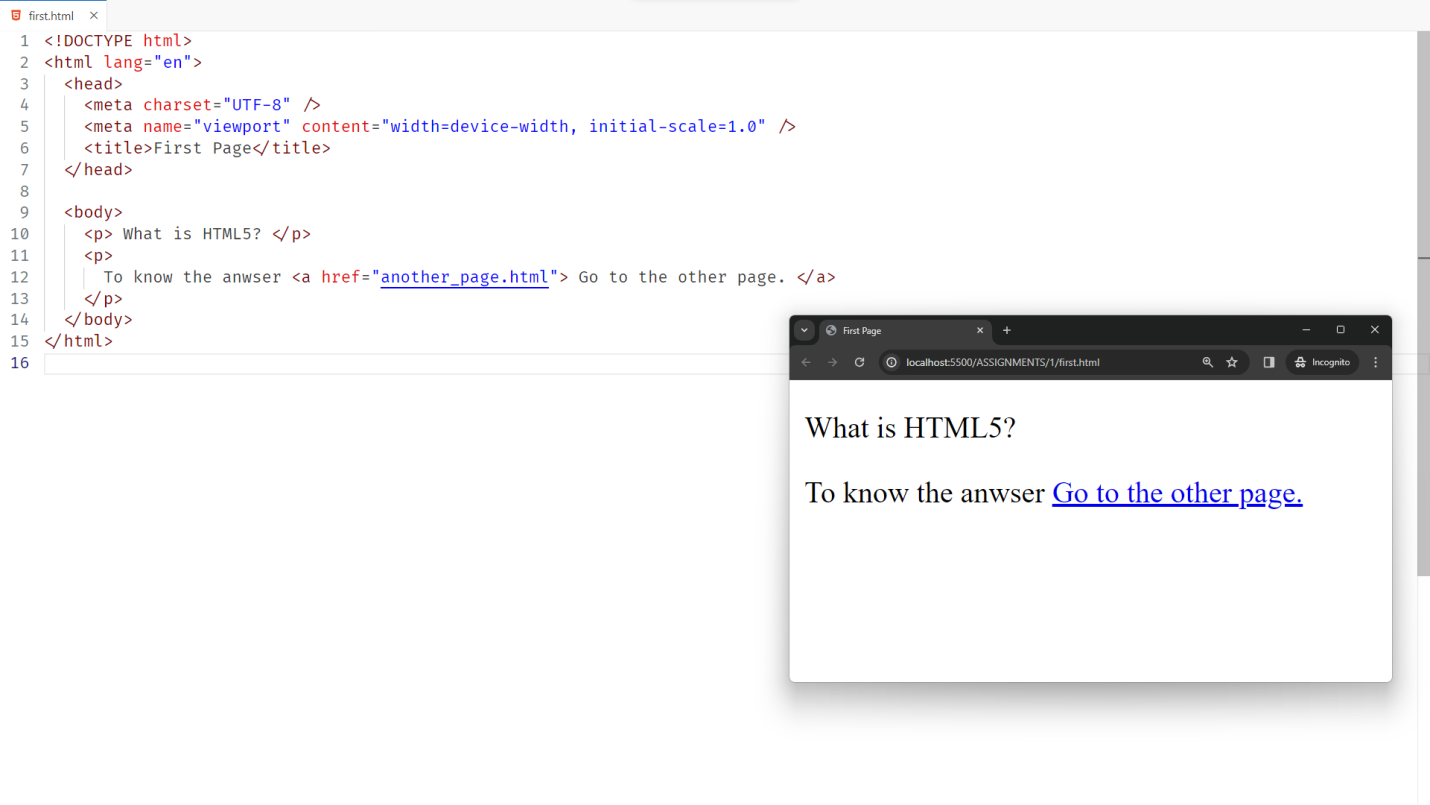 first.html
1 <!DOCTYPE html>
2 <html lang="en">
3 <head>
4 <meta charset="UTF-8" />
5 <meta name="viewport" content="width=device-width, initial-scale=1.0" />
6 <title>First Page</title>
7 </head>
8
9 <body>
10 <p> What is HTML5? </p>
11 <p>
12 To know the anwser <a href="another_page.html"> Go to the other page. </a>
13 </p>
14 </body>
15 </html>
16
First Page
localhost:5500/ASSIGNMENTS/1/first.html Incognito
What is HTML5?
To know the anwser Go to the other page.